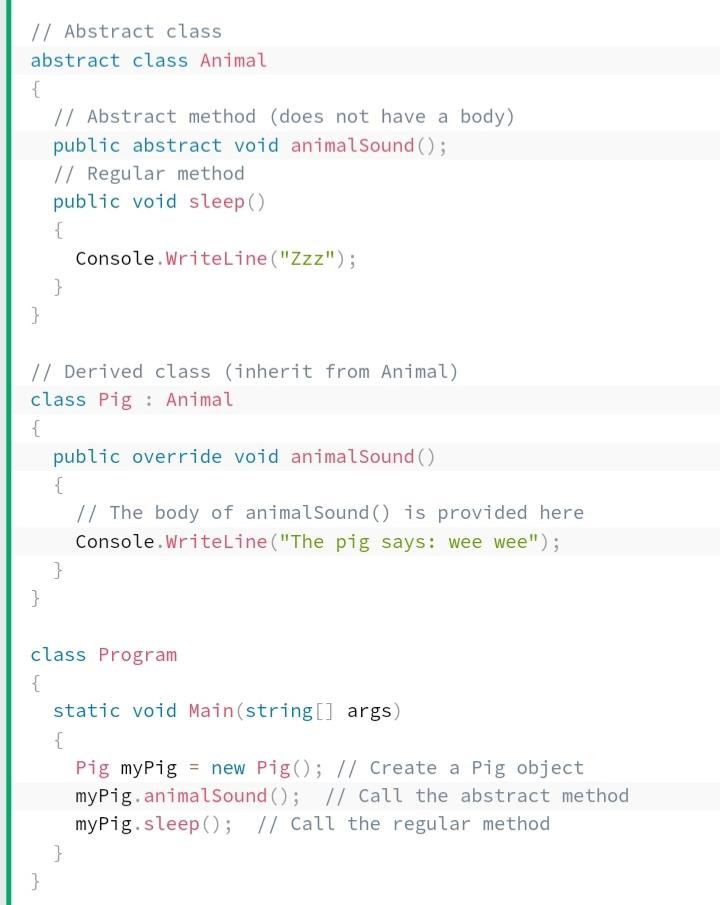 // Abstract class
abstract class Animal
{
  // Abstract method (does not have a body)
  public abstract void animalSound();
  // Regular method
  public void sleep()
  {
    Console.WriteLine("Zzz");
  }
}

// Derived class (inherit from Animal)
class Pig : Animal
{
  public override void animalSound()
  {
    // The body of animalSound() is provided here
    Console.WriteLine("The pig says: wee wee");
  }
}

class Program
{
  static void Main(string[] args)
  {
    Pig myPig = new Pig(); // Create a Pig object
    myPig.animalSound();  // Call the abstract method
    myPig.sleep();  // Call the regular method
  }
}